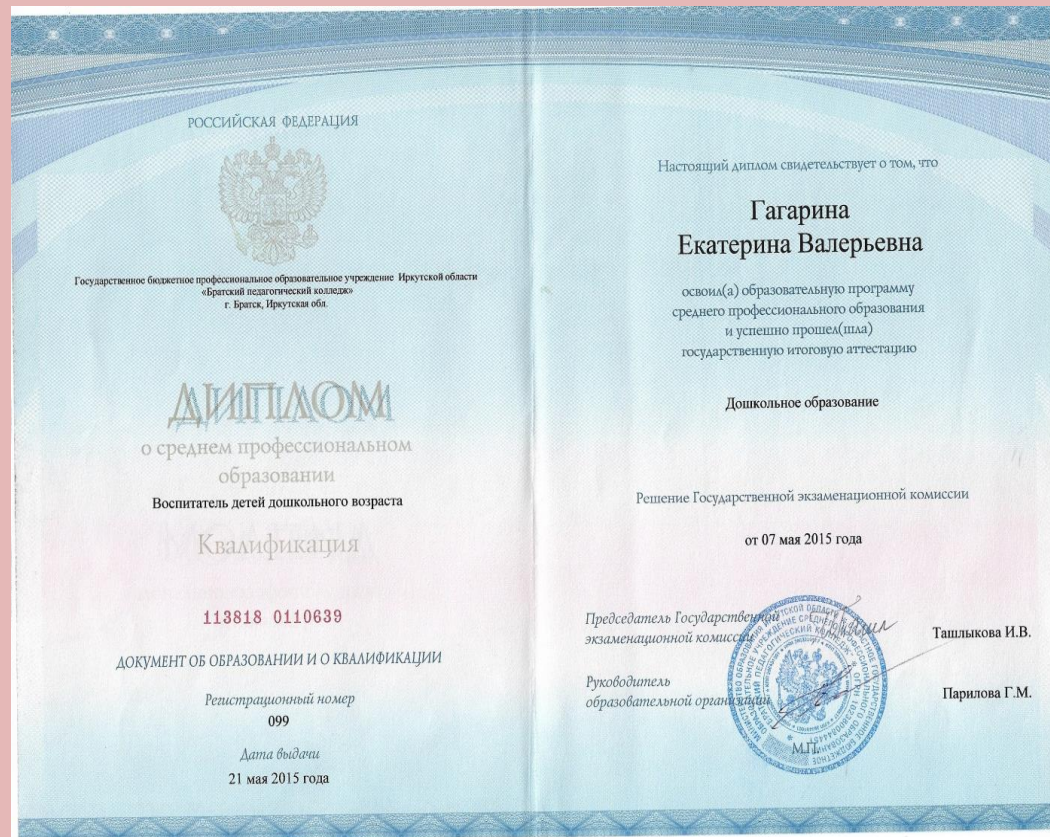 РОССИЙСКАЯ ФЕДЕРАЦИЯ
Государственное бюджетное профессиональное образовательное учреждение Иркутской области
«Братский педагогический колледж»
г. Братск, Иркутская обл.
ДИПЛОМ
о среднем профессиональном
образовании
Воспитатель детей дошкольного возраста
Квалификация
113818 0110639
ДОКУМЕНТ ОБ ОБРАЗОВАНИИ И О КВАЛИФИКАЦИИ
Регистрационный номер
099
Дата выдачи
21 мая 2015 года
Настоящий диплом свидетельствует о том, что
Гагарина
Екатерина Валерьевна
освоил(а) образовательную программу
среднего профессионального образования
и успешно прошел(шла)
государственную итоговую аттестацию
Дошкольное образование
Решение Государственной экзаменационной комиссии
от 07 мая 2015 года
Председатель Государственной
экзаменационной комиссии
Ташлыкова И.В.
Руководитель
образовательной организации
Парилова Г.М.
М.П.